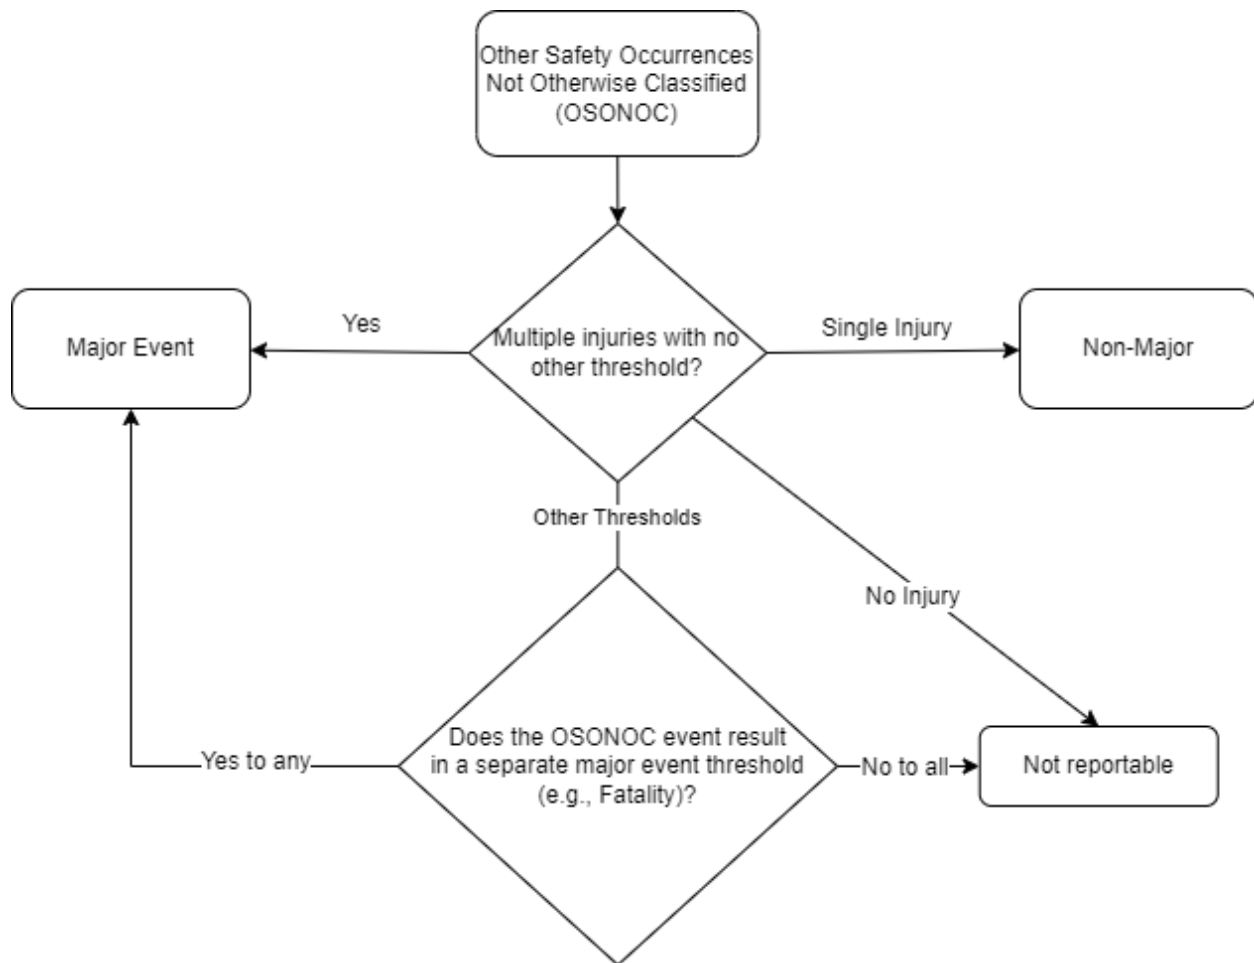 Other Safety Occurrences
Not Otherwise Classified
(OSONOC)
Major Event
Yes
Multiple injuries with no
other threshold?
Single Injury
Non-Major
Other Thresholds
No Injury
Yes to any
Does the OSONOC event result
in a separate major event threshold
(e.g., Fatality)?
No to all
Not reportable